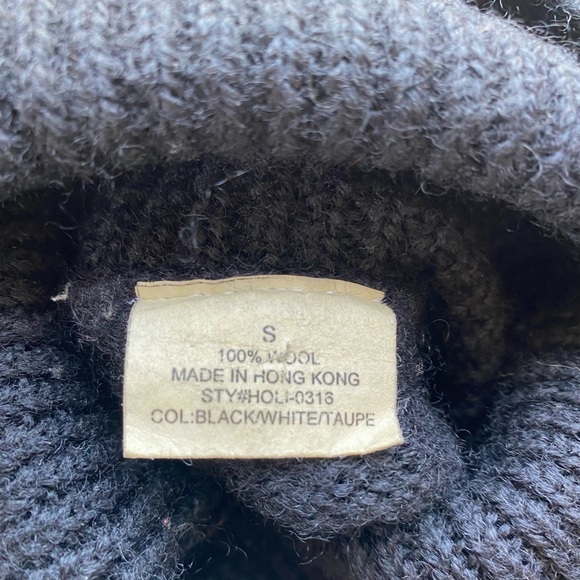 S
100% WOOL
MADE IN HONG KONG
STY#HOLI-0316
COL:BLACK/WHITE/TAUPE